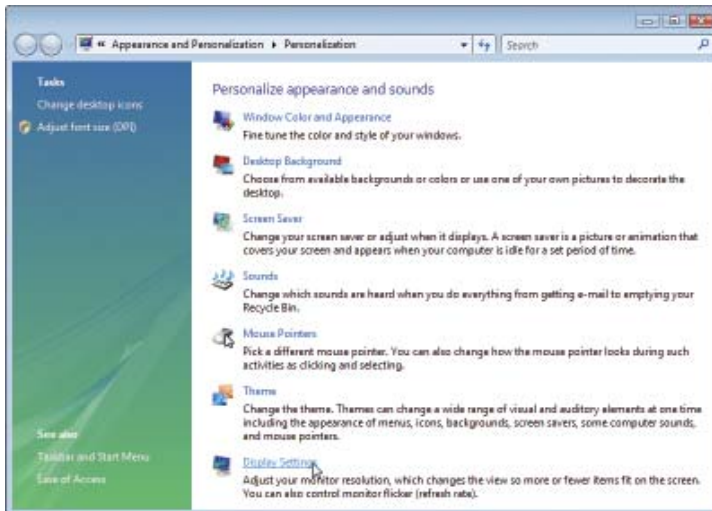 « Appearance and Personalization ▸ Personalization
Search
Tasks
Change desktop icons
Adjust font size (DPI)
See also
Taskbar and Start Menu
Ease of Access
Personalize appearance and sounds
Window Color and Appearance
Fine tune the color and style of your windows.
Desktop Background
Choose from available backgrounds or colors or use one of your own pictures to decorate the
desktop.
Screen Saver
Change your screen saver or adjust when it displays. A screen saver is a picture or animation that
covers your screen and appears when your computer is idle for a set period of time.
Sounds
Change which sounds are heard when you do everything from getting e-mail to emptying your
Recycle Bin.
Mouse Pointers
Pick a different mouse pointer. You can also change how the mouse pointer looks during such
activities as clicking and selecting.
Theme
Change the theme. Themes can change a wide range of visual and auditory elements at one time
including the appearance of menus, icons, backgrounds, screen savers, some computer sounds,
and mouse pointers.
Display Settings
Adjust your monitor resolution, which changes the view so more or fewer items fit on the screen.
You can also control monitor flicker (refresh rate).